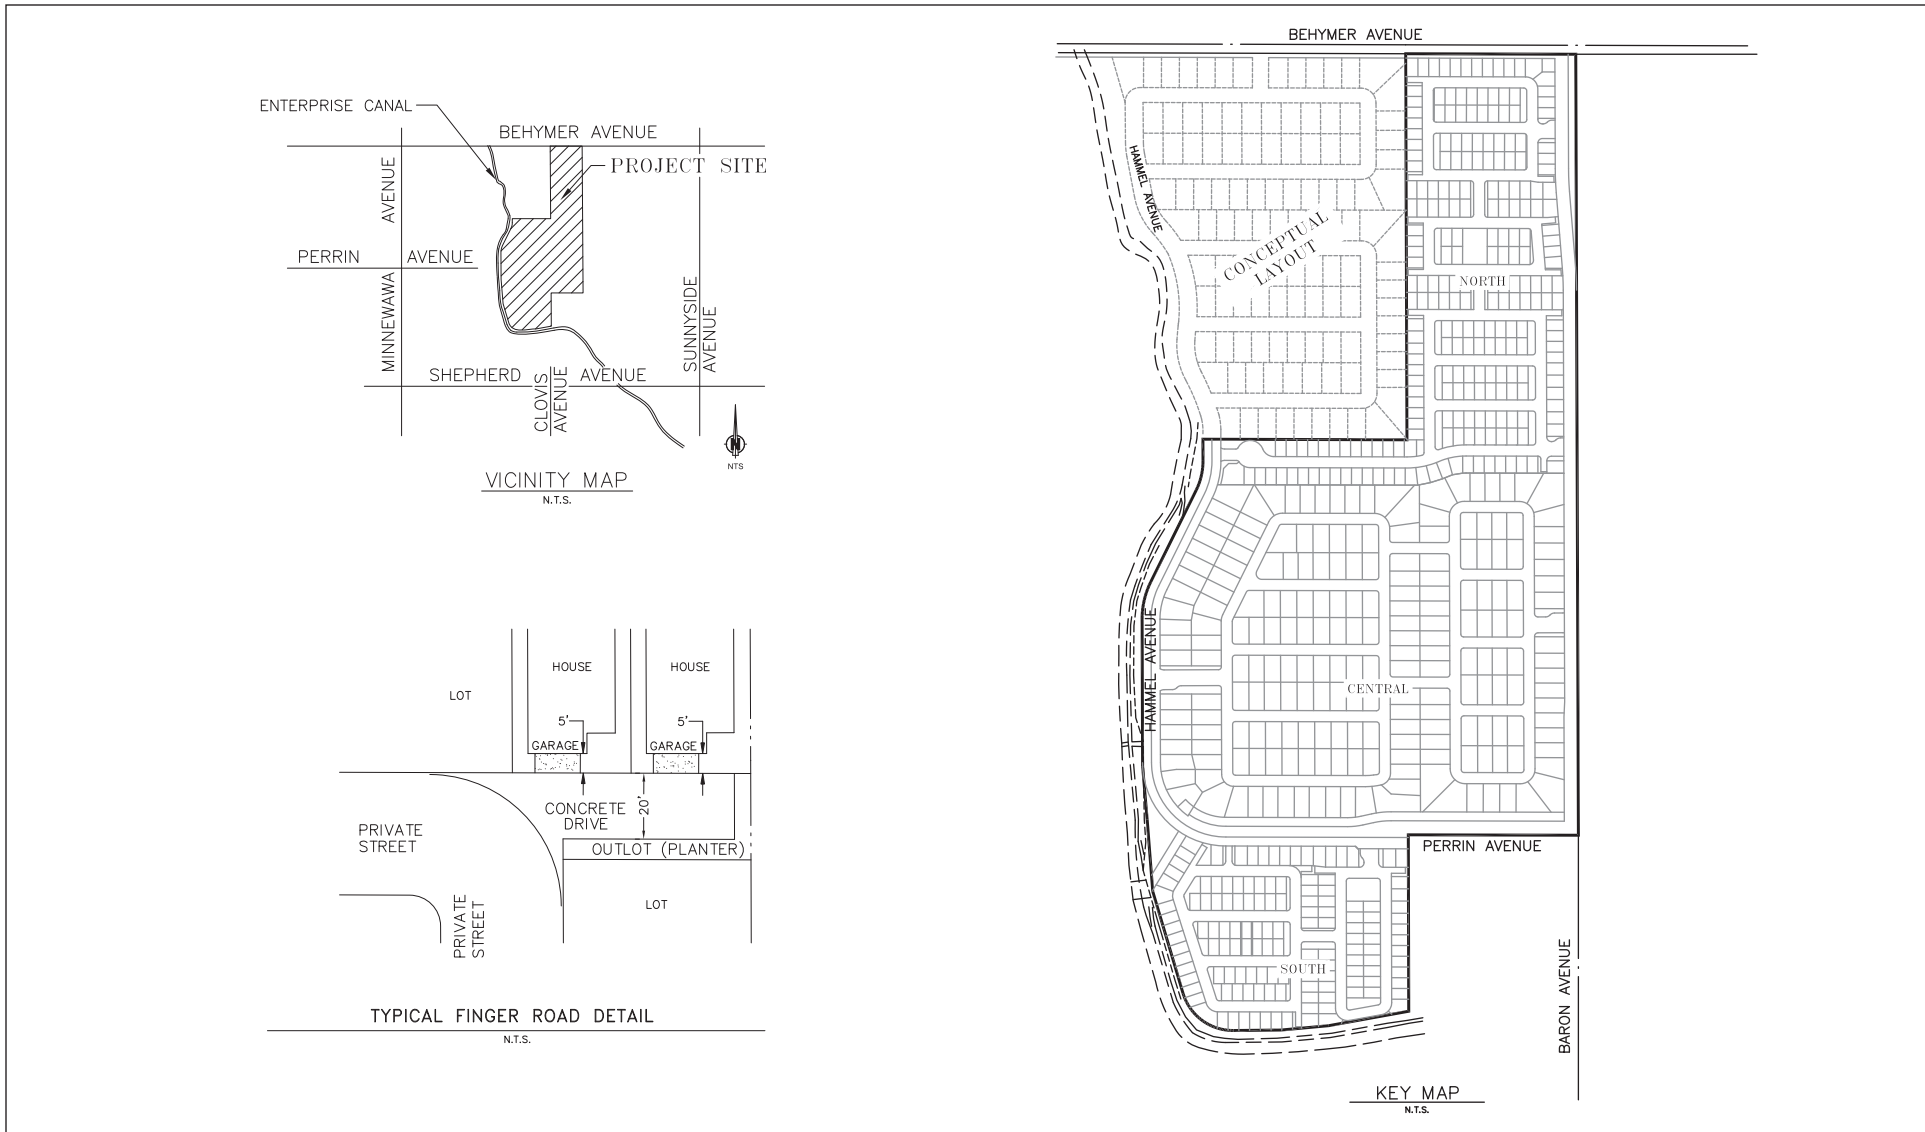 ENTERPRISE CANAL
BEHYMER AVENUE
PROJECT SITE
AVENUE
MINNEWAWA
PERRIN AVENUE
SUNNYSIDE
AVENUE
SHEPHERD AVENUE
CLOVIS
AVENUE
N
NTS
VICINITY MAP
N.T.S.
HOUSE
HOUSE
LOT
5'
5'
GARAGE
GARAGE
CONCRETE
DRIVE
20'
PRIVATE
STREET
OUTLOT (PLANTER)
LOT
PRIVATE
STREET
TYPICAL FINGER ROAD DETAIL
N.T.S.
BEHYMER AVENUE
HAMMEL AVENUE
CONCEPTUAL
LAYOUT
NORTH
HAMMEL AVENUE
CENTRAL
PERRIN AVENUE
SOUTH
BARON AVENUE
KEY MAP
N.T.S.